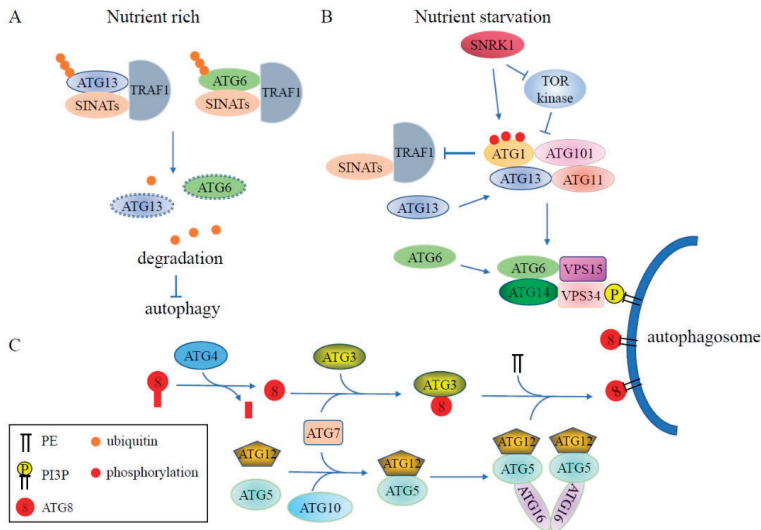 A
Nutrient rich
ATG13
SINATs
TRAF1
ATG6
SINATs
TRAF1
ATG13
ATG6
degradation
autophagy
B
Nutrient starvation
SNRK1
TOR
kinase
TRAF1
SINATs
ATG1
ATG101
ATG13
ATG11
ATG13
ATG6
ATG6
VPS15
ATG14
VPS34
P
8
8
autophagosome
C
8
ATG4
8
ATG3
ATG7
ATG3
8
PE
ATG12
ATG5
ATG10
ATG12
ATG5
ATG12
ATG5
ATG16
ATG12
ATG5
ATG16
PE
ubiquitin
P
PI3P
phosphorylation
8
ATG8